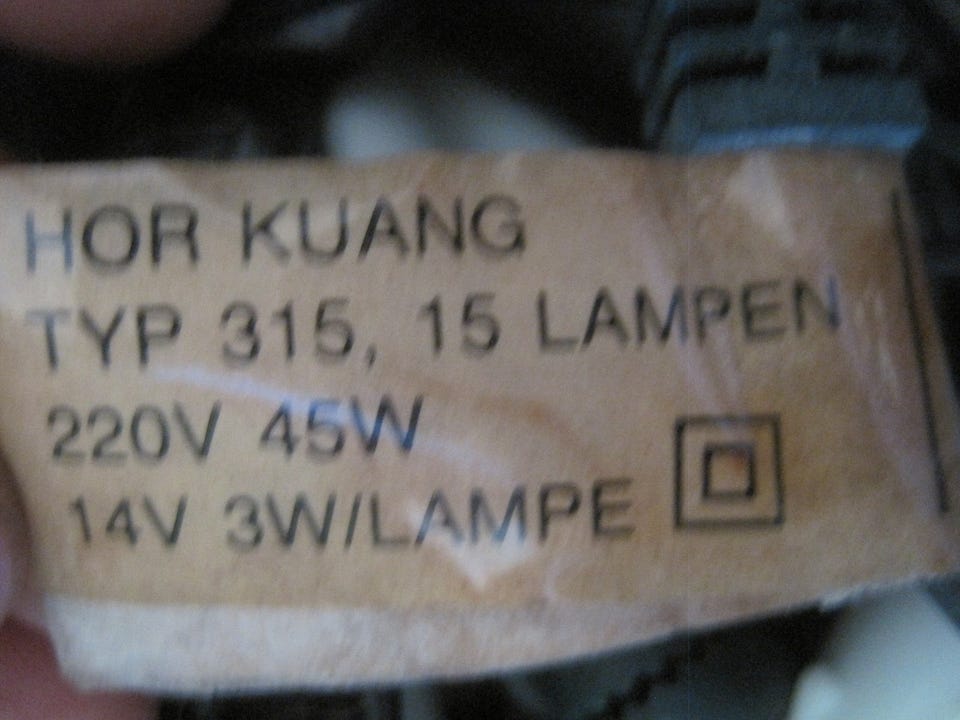 HOR KUANG
TYP 315, 15 LAMPEN
220V 45W
14V 3W/LAMPE